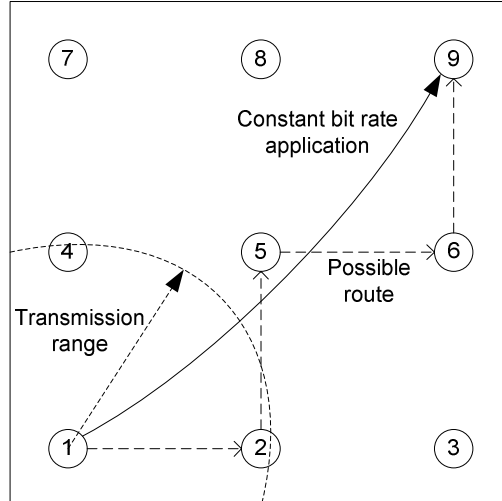 7
8
9
Constant bit rate
application
4
5
6
Possible
route
Transmission
range
1
2
3